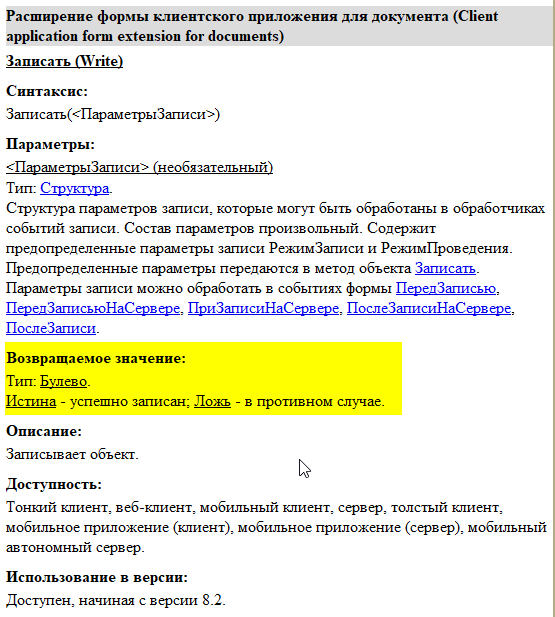 Расширение формы клиентского приложения для документа (Client
application form extension for documents)
Записать (Write)
Синтаксис:
Записать(<ПараметрыЗаписи>)
Параметры:
<ПараметрыЗаписи> (необязательный)
Тип: Структура.
Структура параметров записи, которые могут быть обработаны в обработчиках
событий записи. Состав параметров произвольный. Содержит
предопределенные параметры записи РежимЗаписи и РежимПроведения.
Предопределенные параметры передаются в метод объекта Записать.
Параметры записи можно обработать в событиях формы ПередЗаписью,
ПередЗаписьюНаСервере, ПриЗаписиНаСервере, ПослеЗаписиНаСервере,
ПослеЗаписи.
Возвращаемое значение:
Тип: Булево.
Истина - успешно записан; Ложь - в противном случае.
Описание:
Записывает объект.
Доступность:
Тонкий клиент, веб-клиент, мобильный клиент, сервер, толстый клиент,
мобильное приложение (клиент), мобильное приложение (сервер), мобильный
автономный сервер.
Использование в версии:
Доступен, начиная с версии 8.2.